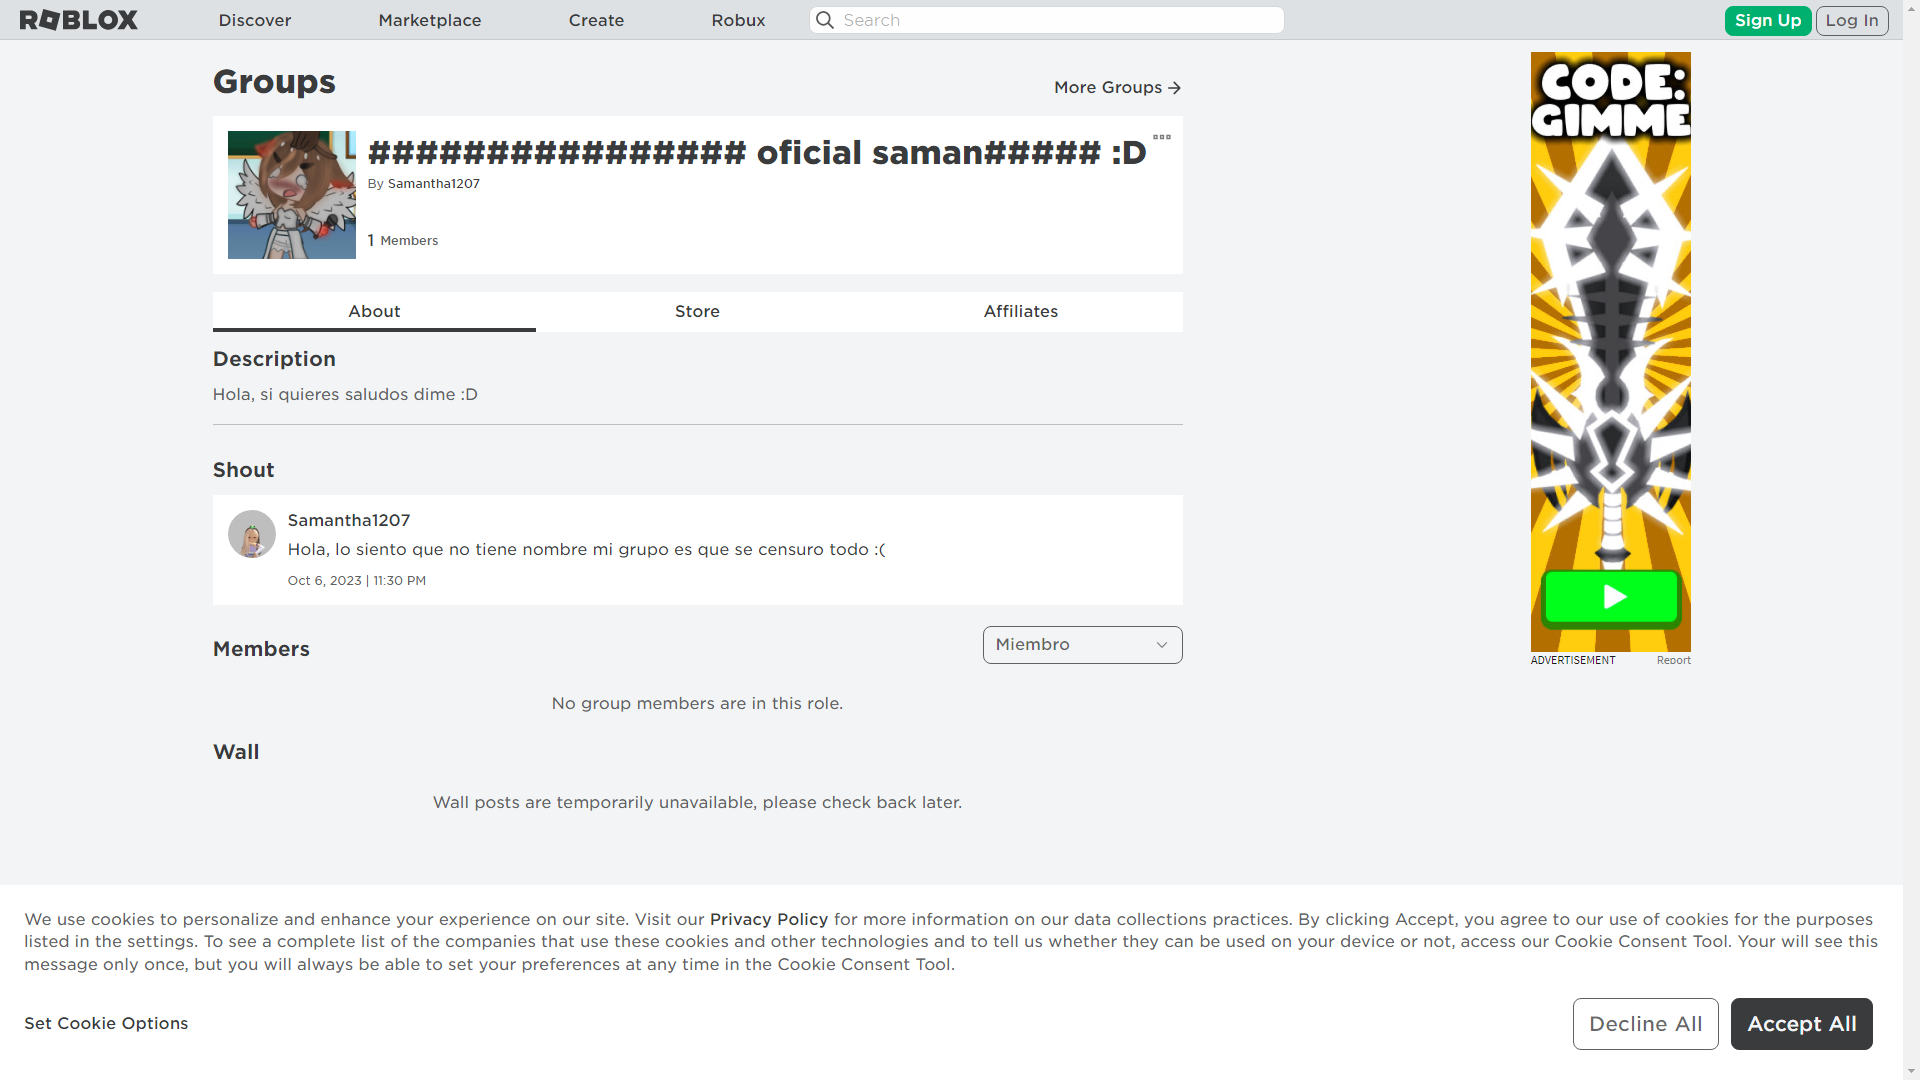 ROBLOX Discover Marketplace Create Robux Search Sign Up Log In
Groups
More Groups
################ oficial saman##### :D
By Samantha1207
1 Members
About Store Affiliates
Description
Hola, si quieres saludos dime :D
Shout
Samantha1207
Hola, lo siento que no tiene nombre mi grupo es que se censuro todo :(
Oct 6, 2023 | 11:30 PM
Members
Miembro
No group members are in this role.
Wall
Wall posts are temporarily unavailable, please check back later.
CODE:
GIMME
ADVERTISEMENT Report
We use cookies to personalize and enhance your experience on our site. Visit our Privacy Policy for more information on our data collections practices. By clicking Accept, you agree to our use of cookies for the purposes
listed in the settings. To see a complete list of the companies that use these cookies and other technologies and to tell us whether they can be used on your device or not, access our Cookie Consent Tool. Your will see this
message only once, but you will always be able to set your preferences at any time in the Cookie Consent Tool.
Set Cookie Options
Decline All
Accept All